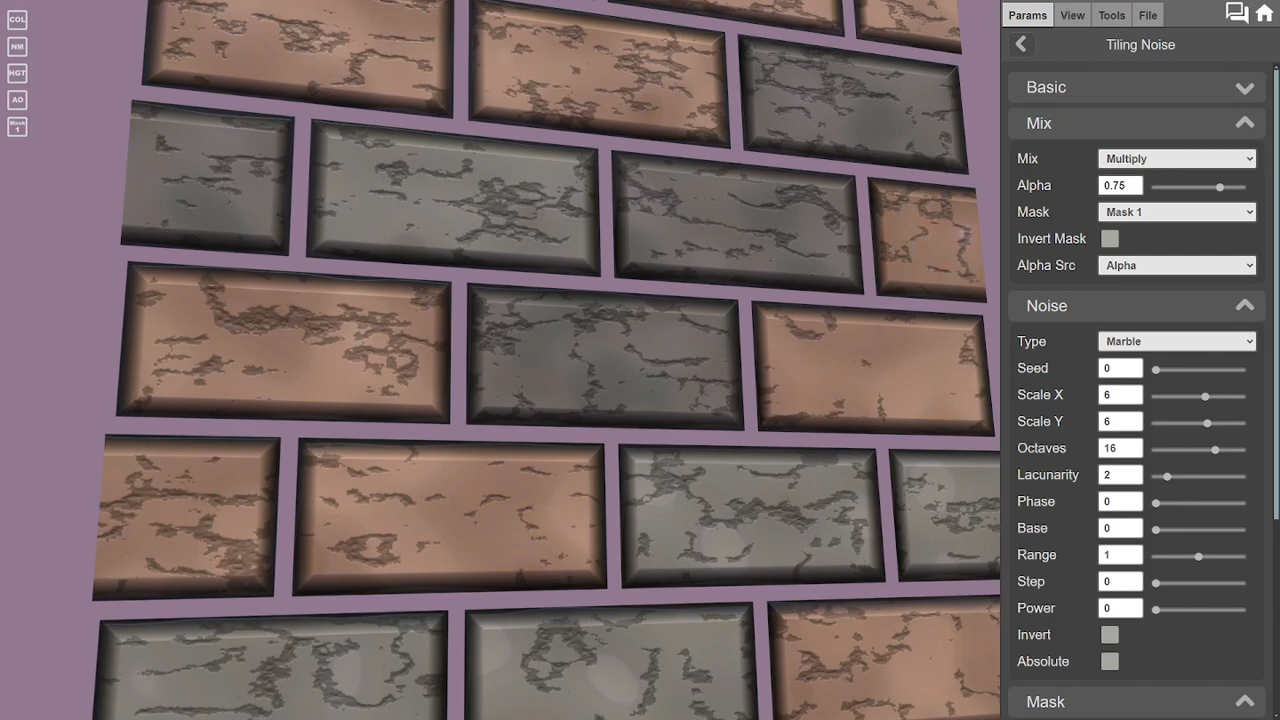 COL
NM
HGT
AO
Mask
1
Params View Tools File
Tiling Noise
Basic
Mix
Mix Multiply
Alpha 0.75
Mask Mask 1
Invert Mask
Alpha Src Alpha
Noise
Type Marble
Seed 0
Scale X 6
Scale Y 6
Octaves 16
Lacunarity 2
Phase 0
Base 0
Range 1
Step 0
Power 0
Invert
Absolute
Mask